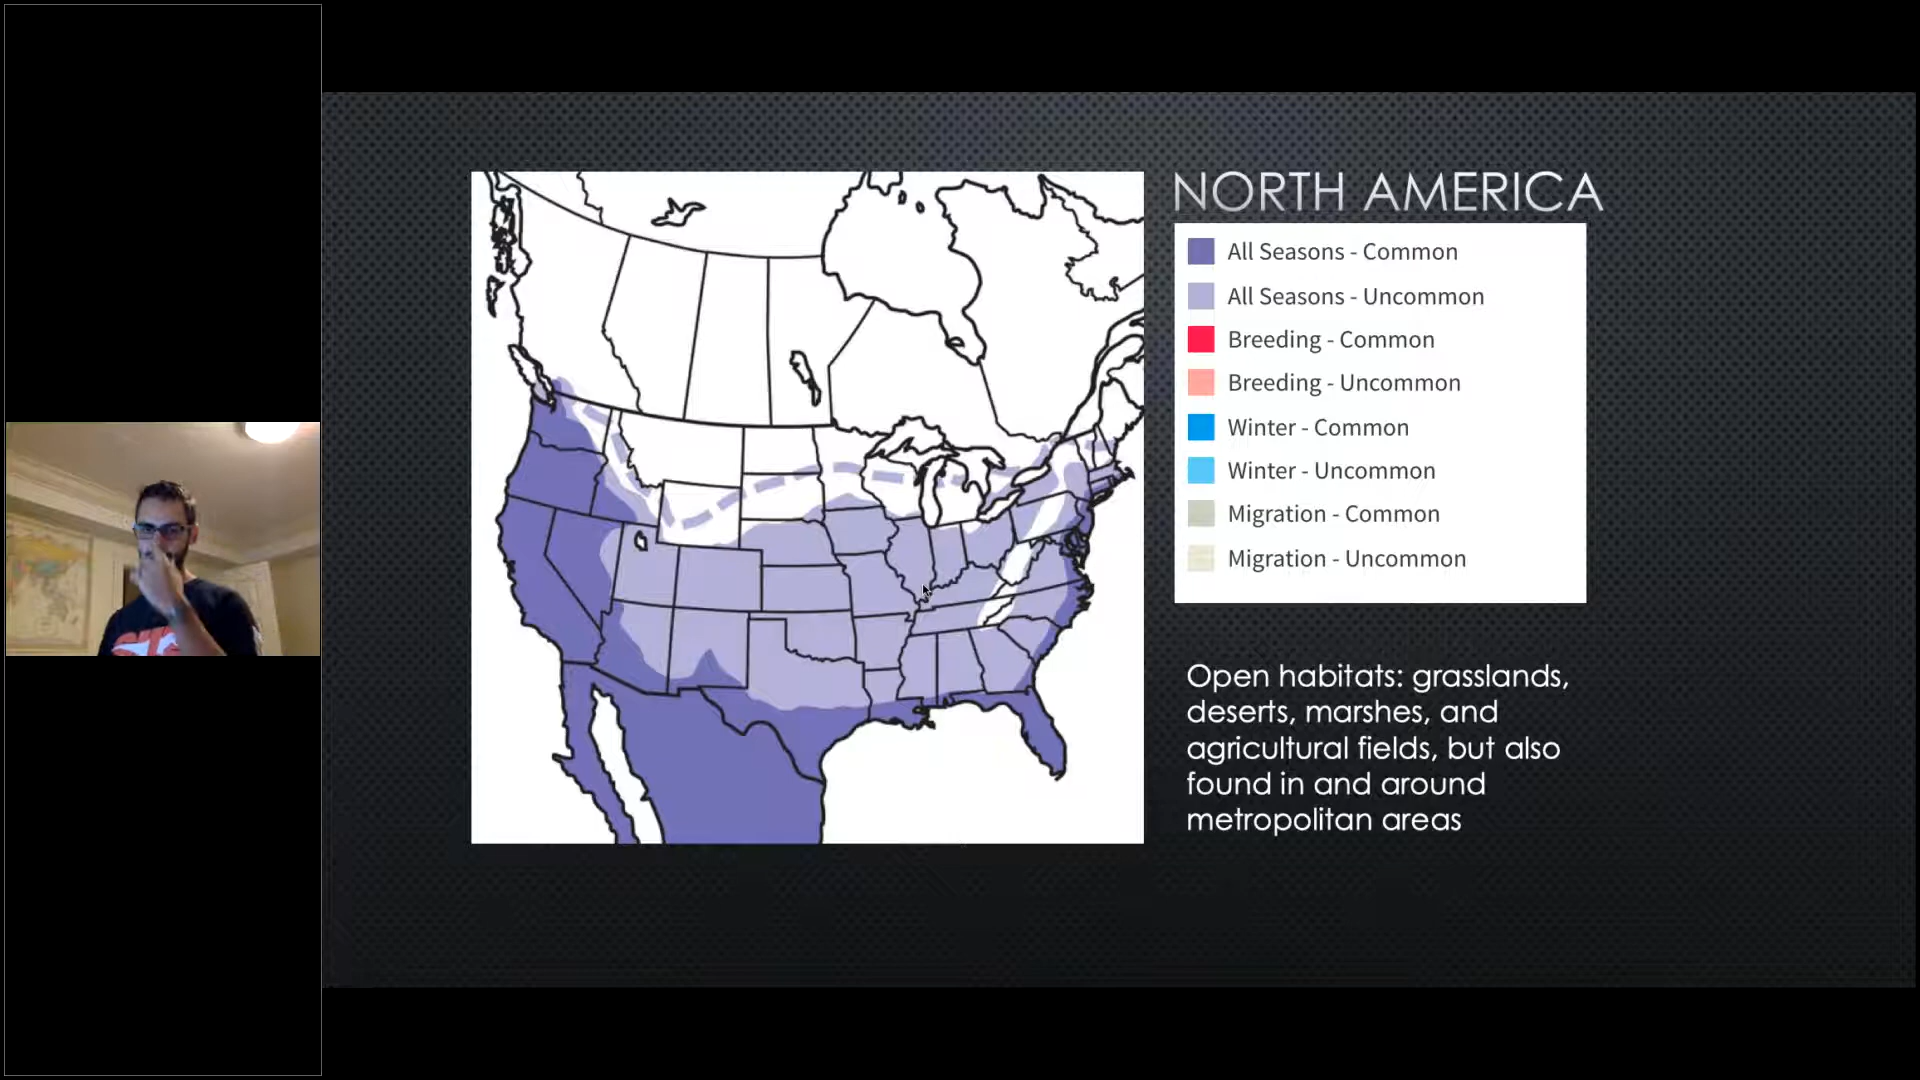 NORTH AMERICA
All Seasons - Common
All Seasons - Uncommon
Breeding - Common
Breeding - Uncommon
Winter - Common
Winter - Uncommon
Migration - Common
Migration - Uncommon
Open habitats: grasslands,
deserts, marshes, and
agricultural fields, but also
found in and around
metropolitan areas